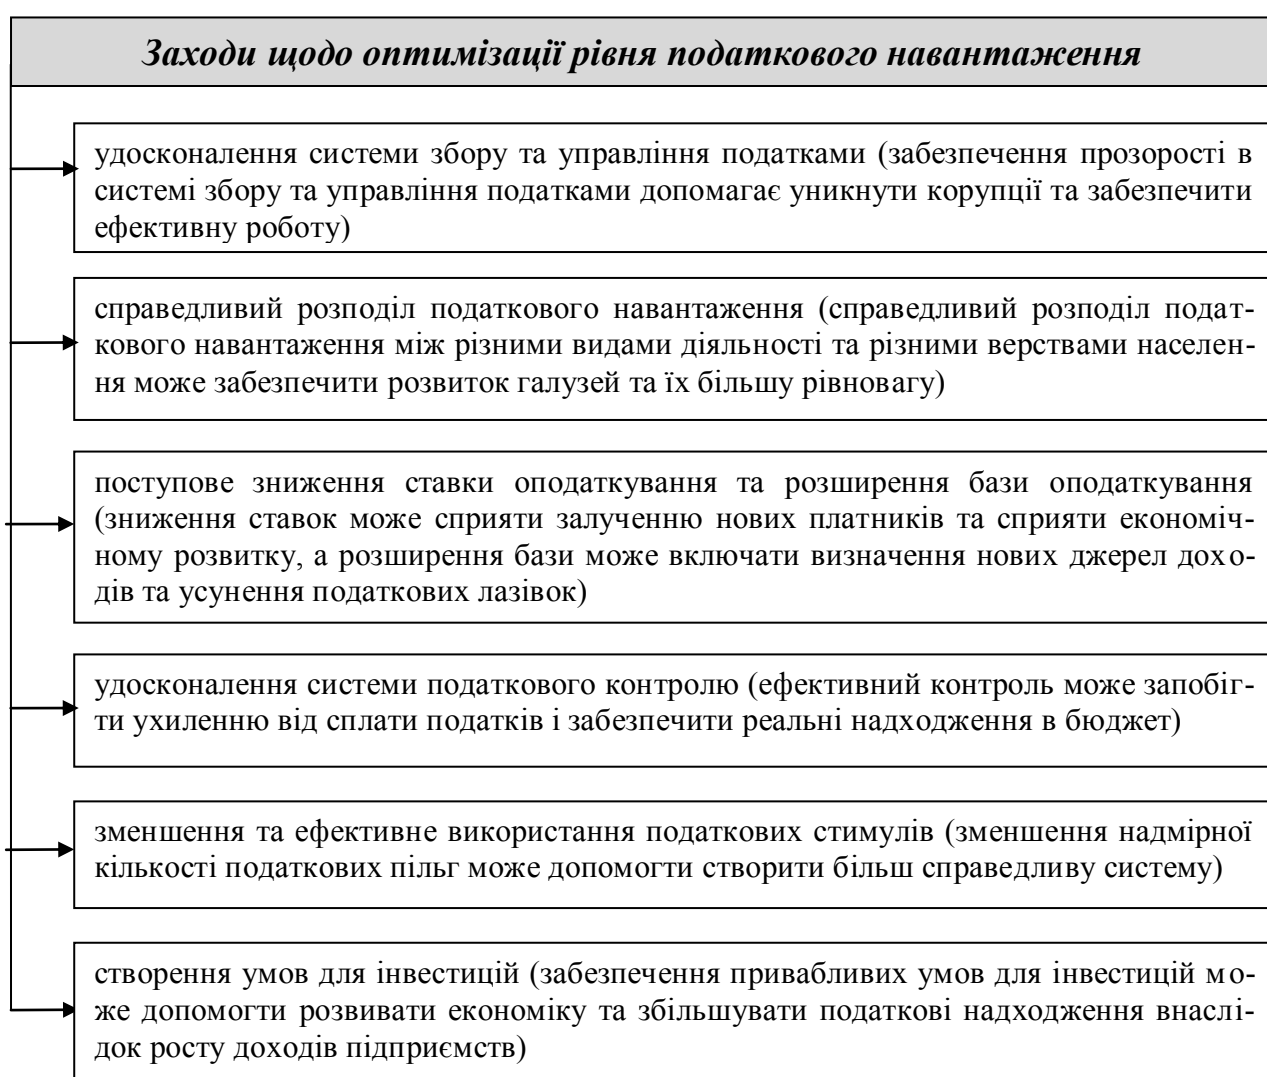 Заходи щодо оптимізації рівня податкового навантаження
удосконалення системи збору та управління податками (забезпечення прозорості в
системі збору та управління податками допомагає уникнути корупції та забезпечити
ефективну роботу)
справедливий розподіл податкового навантаження (справедливий розподіл подат-
кового навантаження між різними видами діяльності та різними верствами населен-
ня може забезпечити розвиток галузей та їх більшу рівновагу)
поступове зниження ставки оподаткування та розширення бази оподаткування
(зниження ставок може сприяти залученню нових платників та сприяти економіч-
ному розвитку, а розширення бази може включати визначення нових джерел дохо-
дів та усунення податкових лазівок)
удосконалення системи податкового контролю (ефективний контроль може запобіг-
ти ухиленню від сплати податків і забезпечити реальні надходження в бюджет)
зменшення та ефективне використання податкових стимулів (зменшення надмірної
кількості податкових пільг може допомогти створити більш справедливу систему)
створення умов для інвестицій (забезпечення привабливих умов для інвестицій мо-
же допомогти розвивати економіку та збільшувати податкові надходження внаслі-
док росту доходів підприємств)